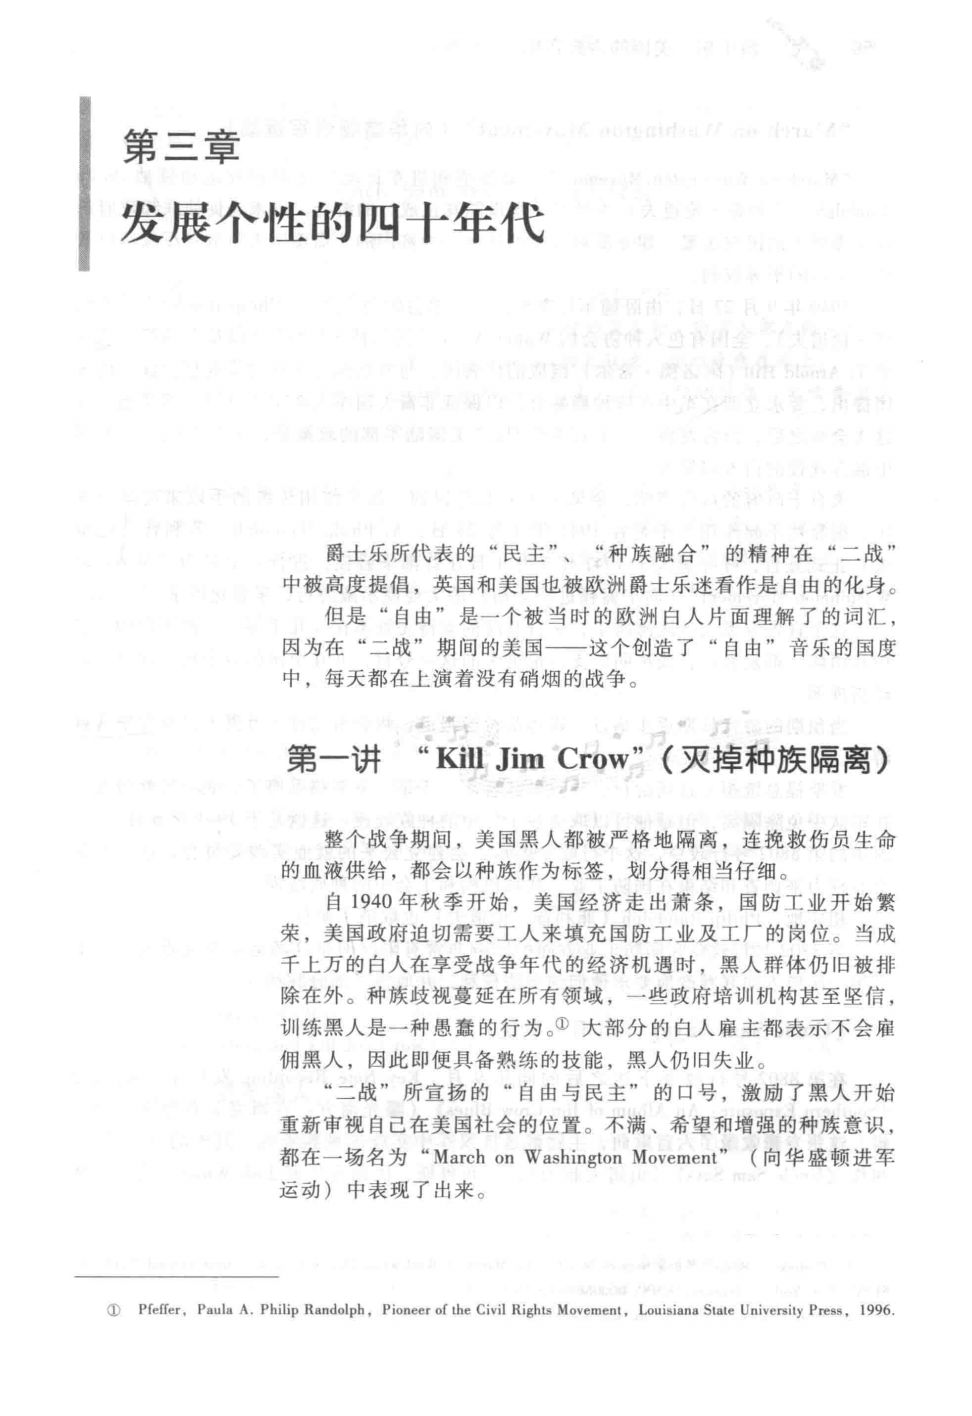 第三章
发展个性的四十年代
爵士乐所代表的“民主”、“种族融合”的精神在“二战”
中被高度提倡，英国和美国也被欧洲爵士乐迷看作是自由的化身。
但是“自由”是一个被当时的欧洲白人片面理解了的词汇，
因为在“二战”期间的美国——这个创造了“自由”音乐的国度
中，每天都在上演着没有硝烟的战争。
第一讲 “Kill Jim Crow”（灭掉种族隔离）
整个战争期间，美国黑人都被严格地隔离，连挽救伤员生命
的血液供给，都会以种族作为标签，划分得相当仔细。
自 1940 年秋季开始，美国经济走出萧条，国防工业开始繁
荣，美国政府迫切需要工人来填充国防工业及工厂的岗位。当成
千上万的白人在享受战争年代的经济机遇时，黑人群体仍旧被排
除在外。种族歧视蔓延在所有领域，一些政府培训机构甚至坚信，
训练黑人是一种愚蠢的行为。① 大部分的白人雇主都表示不会雇
佣黑人，因此即便具备熟练的技能，黑人仍旧失业。
“二战”所宣扬的“自由与民主”的口号，激励了黑人开始
重新审视自己在美国社会的位置。不满、希望和增强的种族意识，
都在一场名为“March on Washington Movement”（向华盛顿进军
运动）中表现了出来。
① Pfeffer, Paula A. Philip Randolph, Pioneer of the Civil Rights Movement, Louisiana State University Press, 1996.